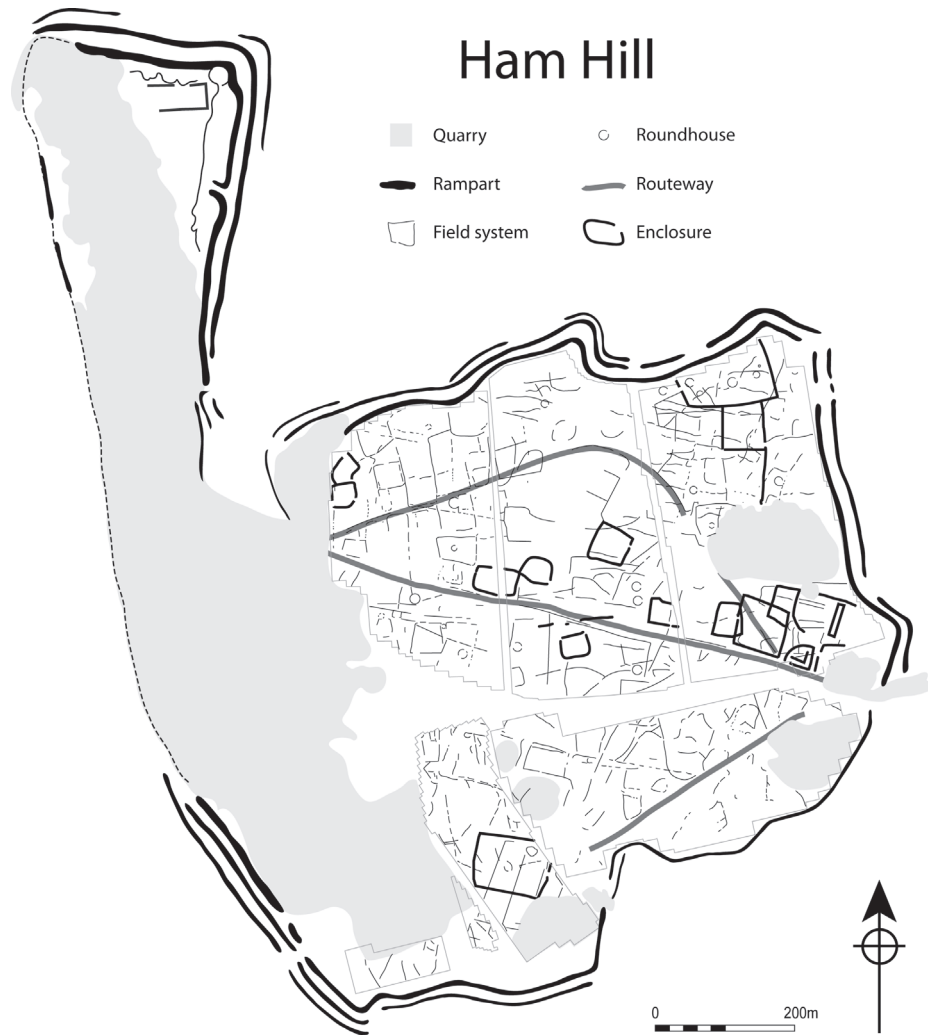 Ham Hill
Quarry
Roundhouse
Rampart
Routeway
Field system
Enclosure
0 200m